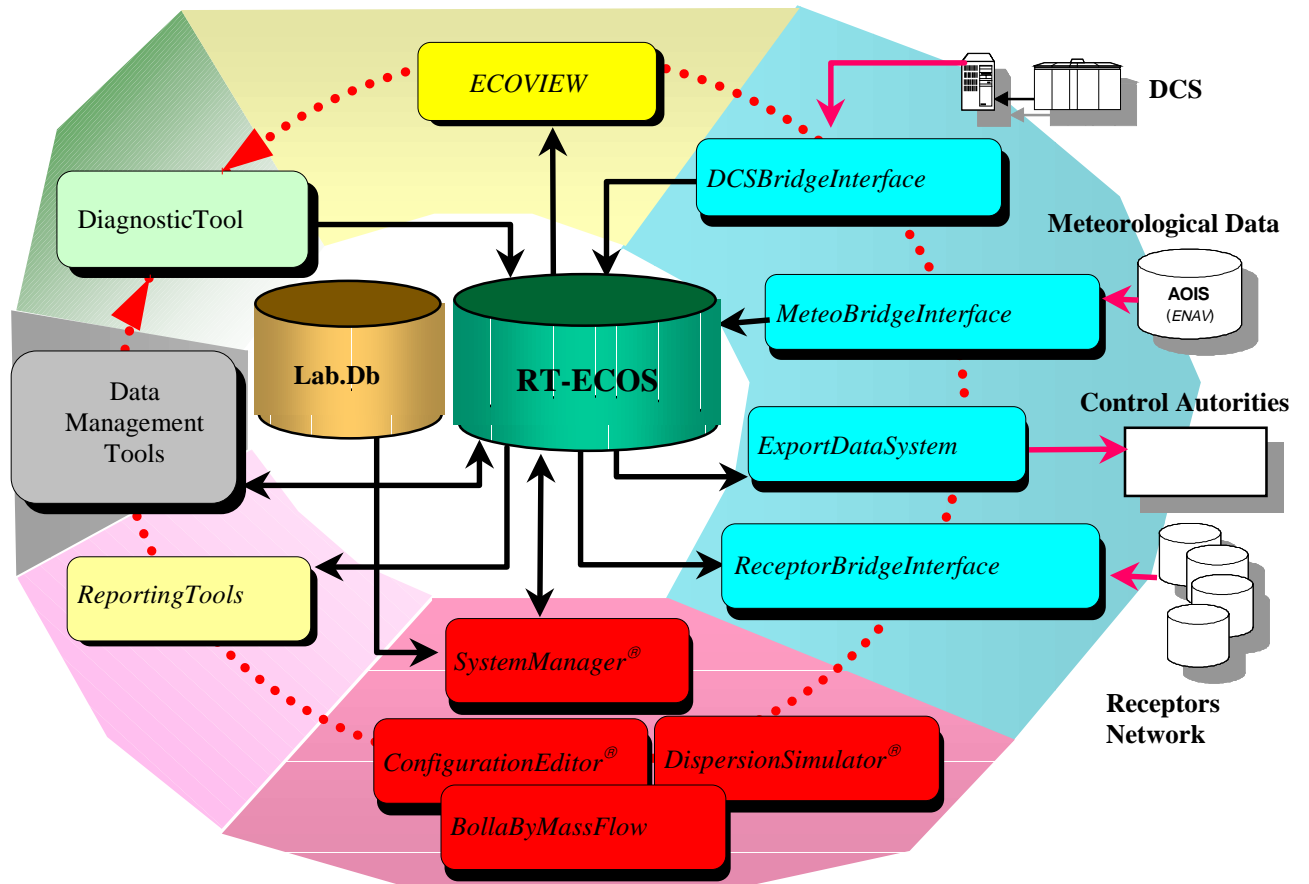 ECOVIEW
DCS
DCSBridgeInterface
DiagnosticTool
Meteorological Data
AOIS
(ENAV)
MeteoBridgeInterface
Lab.Db
RT-ECOS
Data
Management
Tools
Control Autorities
ExportDataSystem
ReceptorBridgeInterface
ReportingTools
SystemManager®
Receptors
Network
ConfigurationEditor®
DispersionSimulator®
BollaByMassFlow